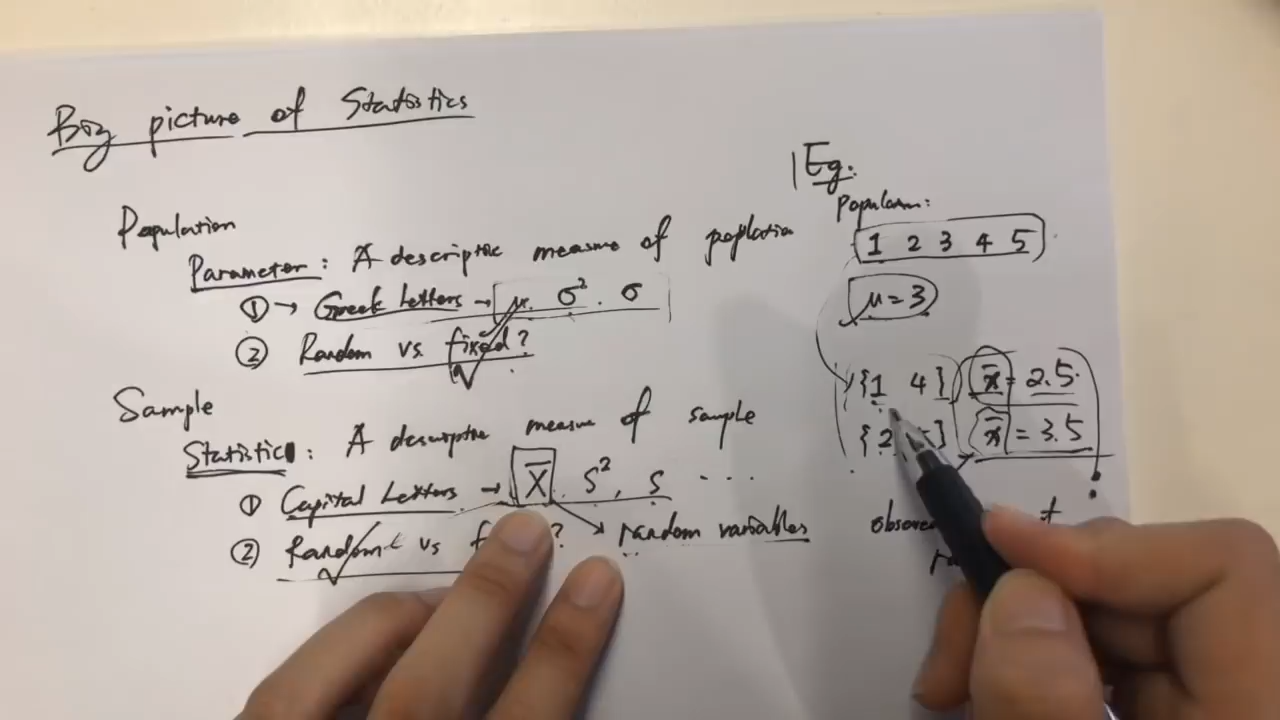 Big picture of Statistics
Population
Parameter: A descriptive measure of population
① → Greek Letters → μ. σ². σ
② Random vs fixed?
Sample
Statistic: A descriptive measure of sample
① Capital Letters → X̄. S², S ...
② Random vs ?
random variables
Eg.
Population:
1 2 3 4 5
μ = 3
{1 4} x̄ = 2.5
{2 } x̄ = 3.5